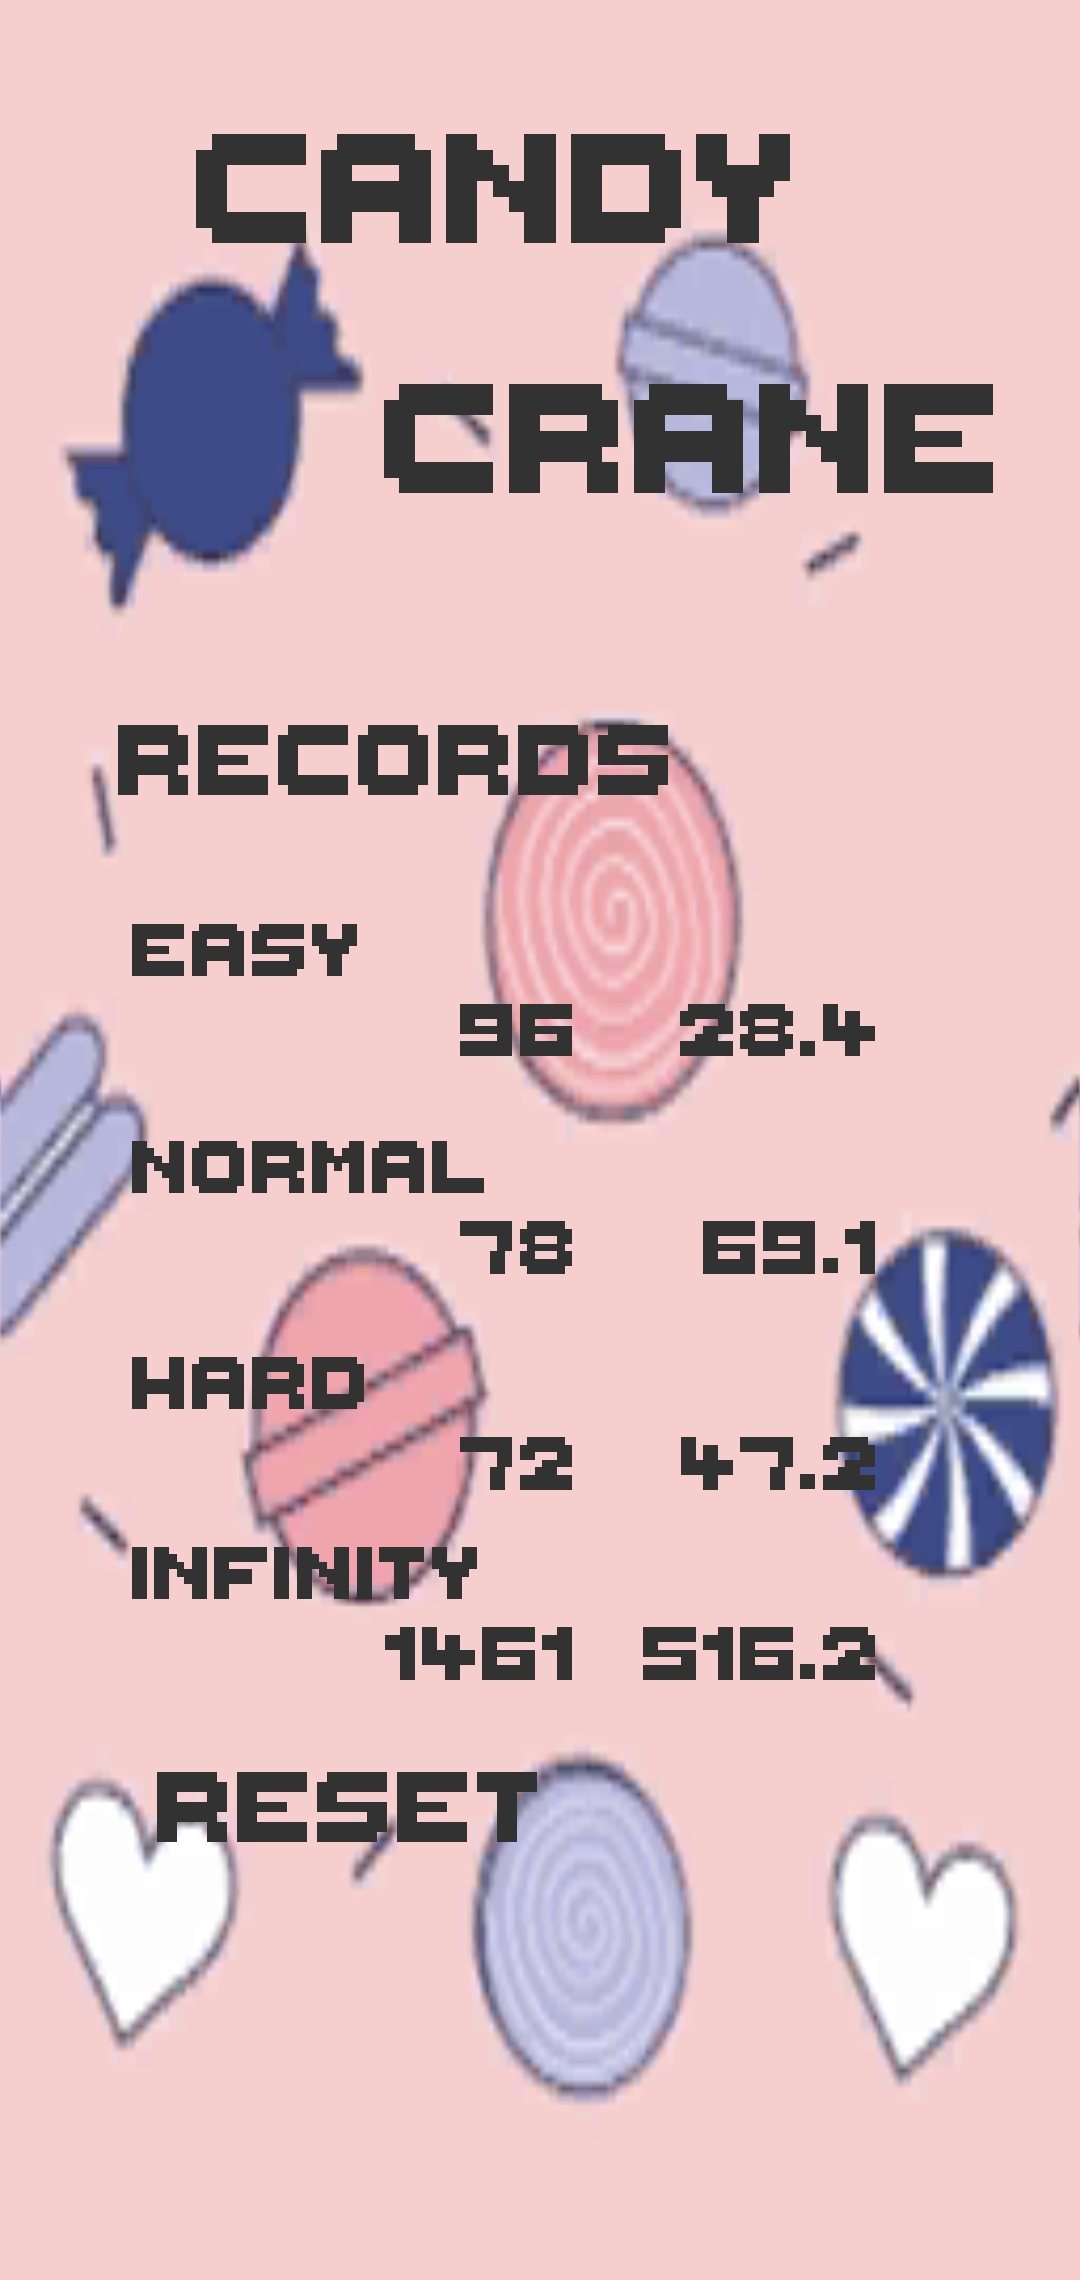 CANDY
CRANE
RECORDS
EASY
96 28.4
NORMAL
78 69.1
HARD
72 47.2
INFINITY
1461 516.2
RESET